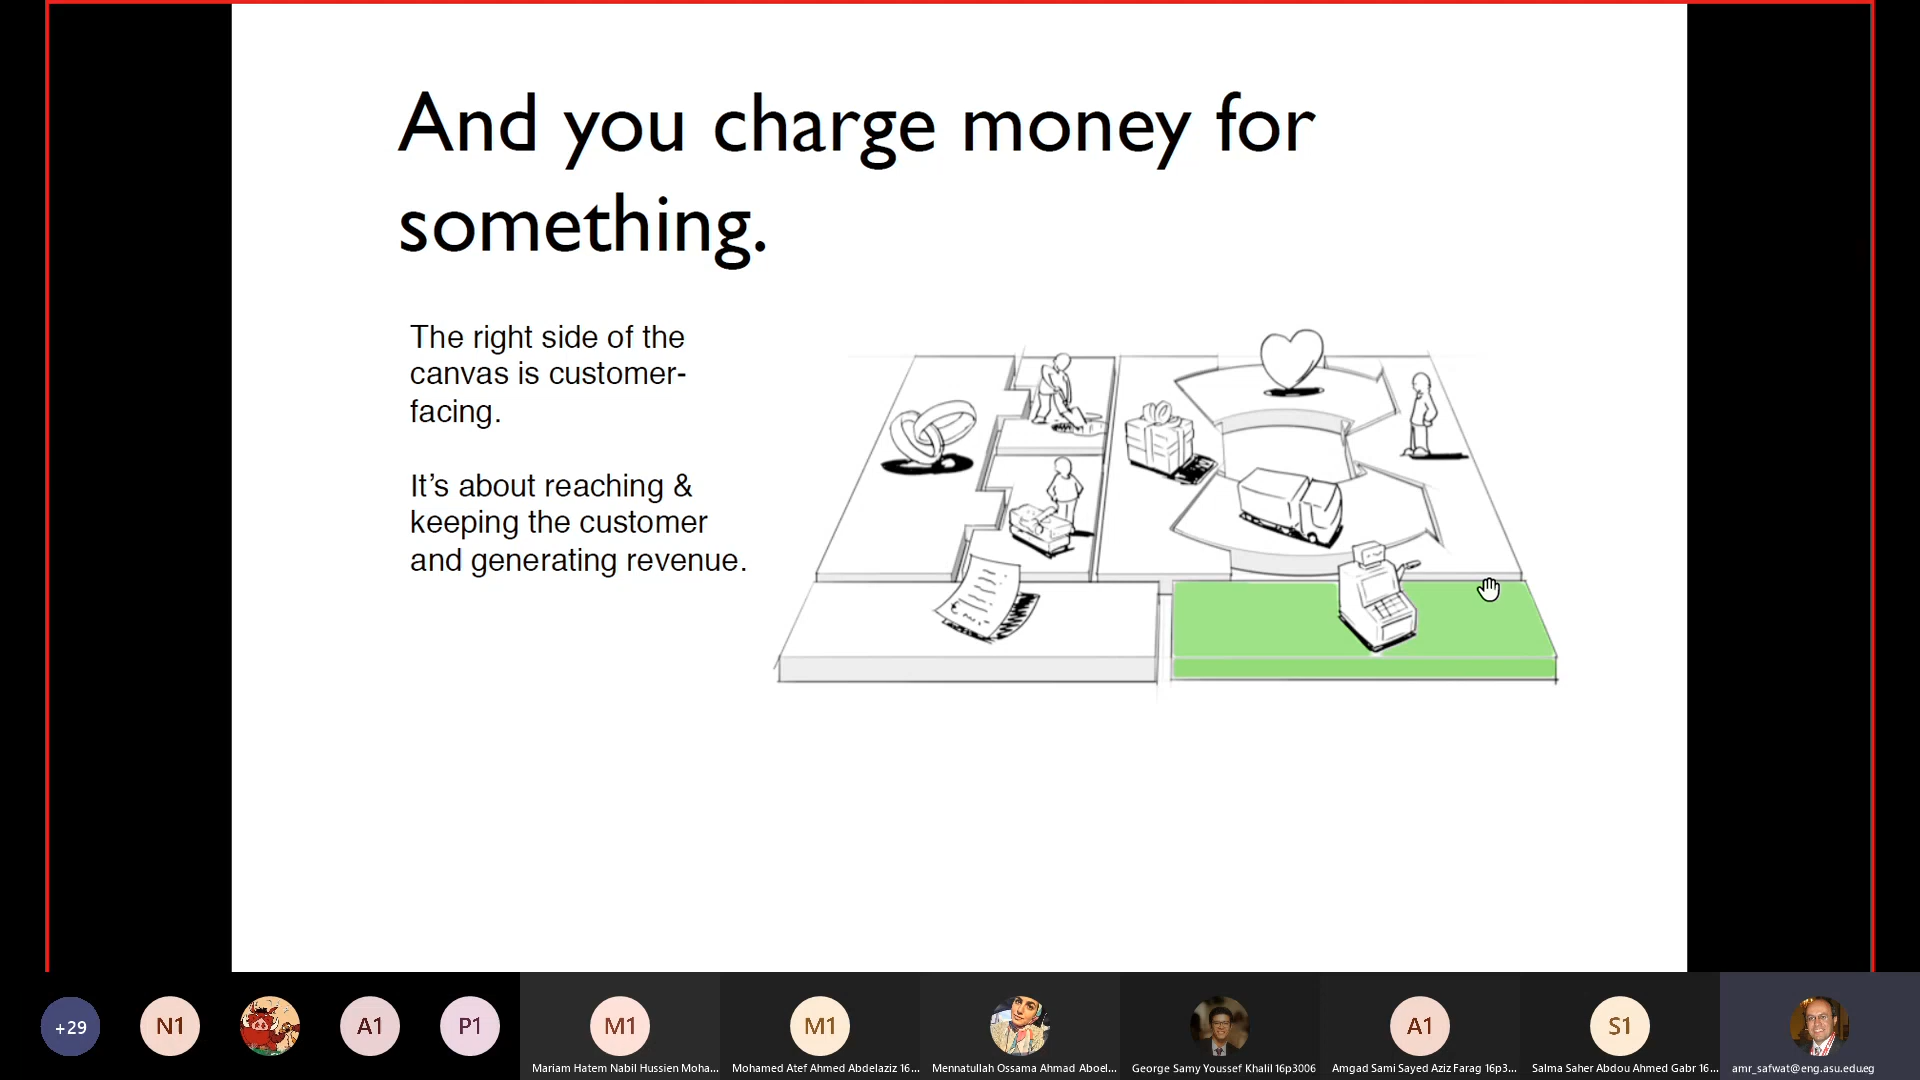 And you charge money for
something.
The right side of the
canvas is customer-
facing.
It’s about reaching &
keeping the customer
and generating revenue.
+29
N1
A1
P1
M1
M1
A1
S1
Mariam Hatem Nabil Hussien Moha...
Mohamed Atef Ahmed Abdelaziz 16...
Mennatullah Ossama Ahmad Aboel...
George Samy Youssef Khalil 16p3006
Amgad Sami Sayed Aziz Farag 16p3...
Salma Saher Abdou Ahmed Gabr 16...
amr_safwat@eng.asu.edu.eg